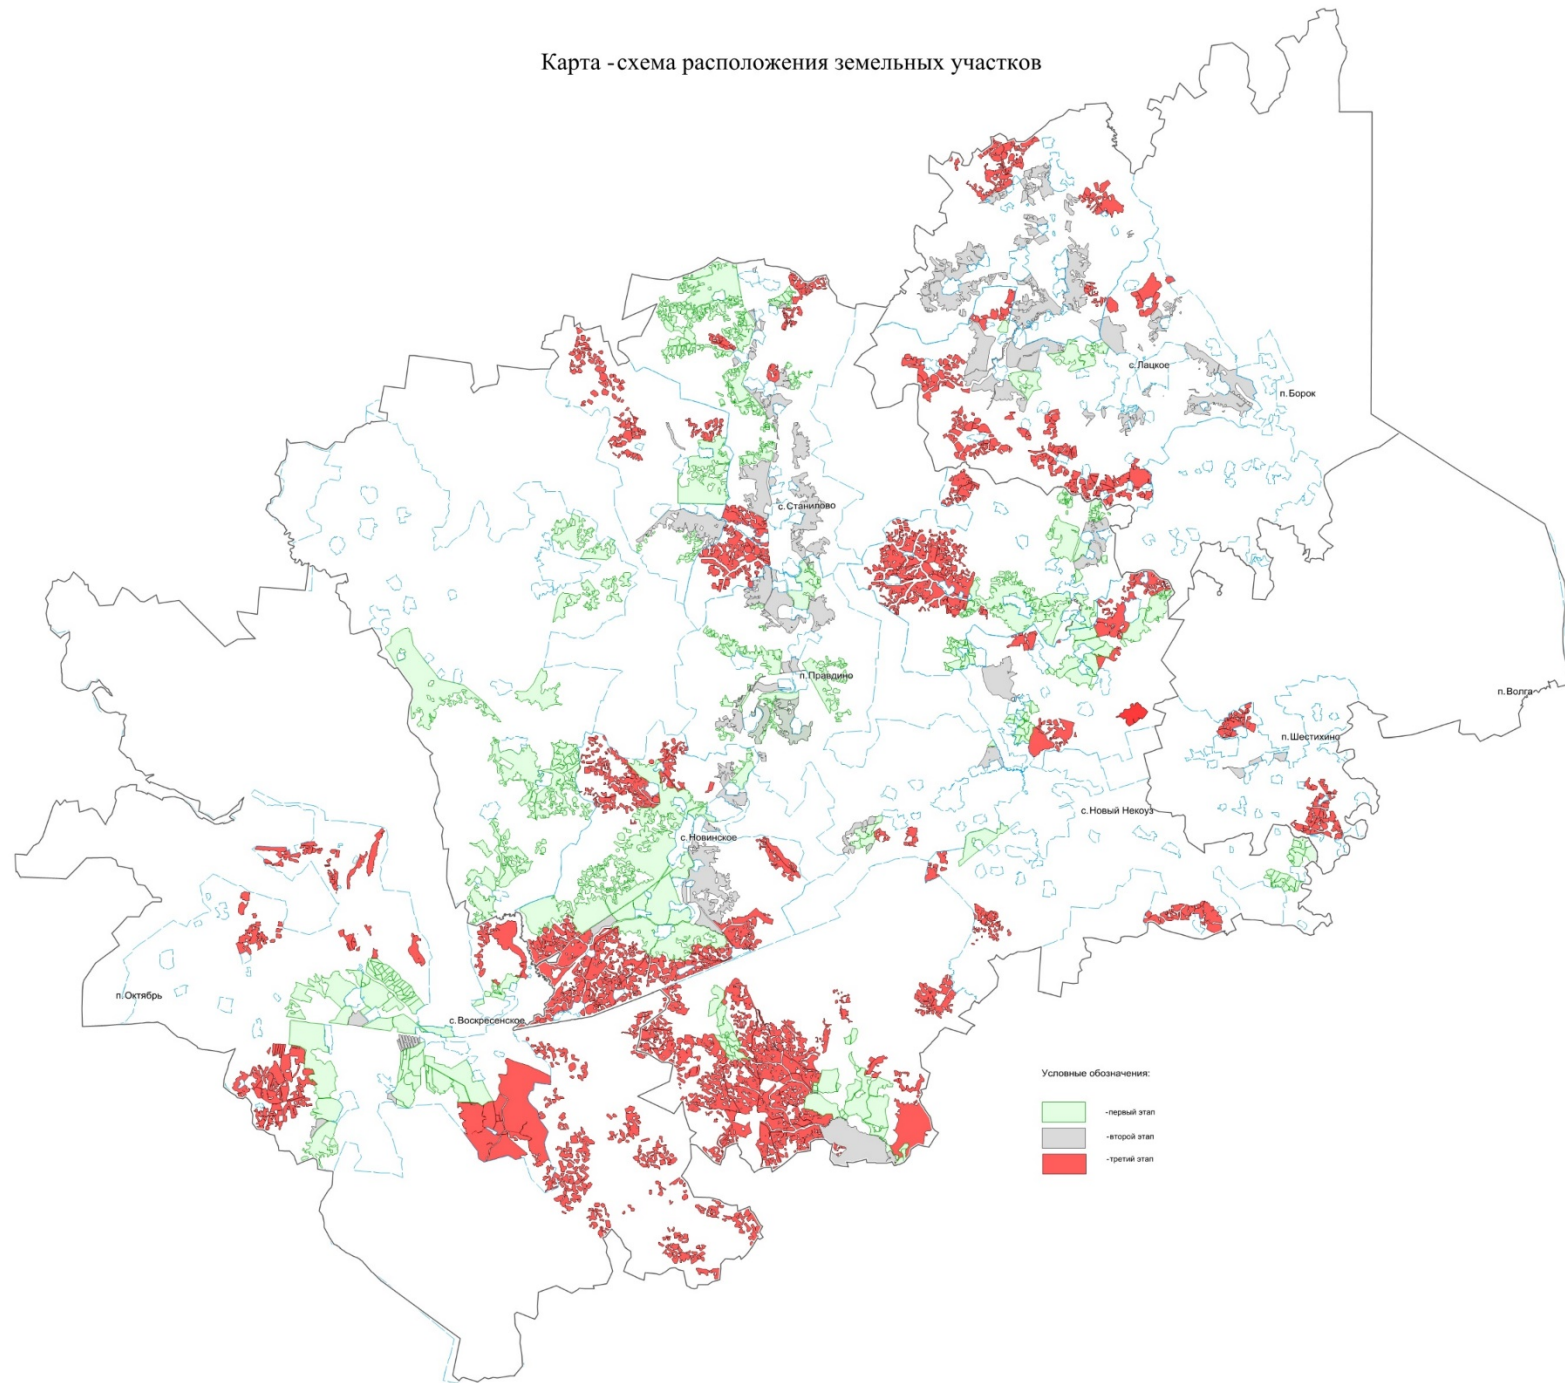 Карта -схема расположения земельных участков
с.Лацкое
п.Борок
с.Станилово
п.Правдино
п.Волга
п.Шестихино
с.Новый Некоуз
с.Новинское
п.Октябрь
с.Воскресенское
Условные обозначения:
-первый этап
-второй этап
-третий этап